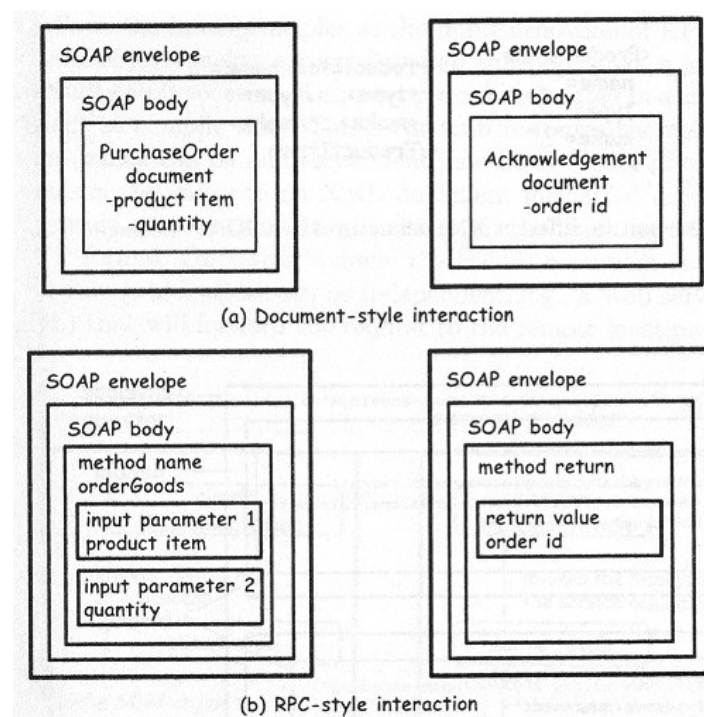 SOAP envelope
SOAP body
PurchaseOrder
document
-product item
-quantity
SOAP envelope
SOAP body
Acknowledgement
document
-order id
(a) Document-style interaction
SOAP envelope
SOAP body
method name
orderGoods
input parameter 1
product item
input parameter 2
quantity
SOAP envelope
SOAP body
method return
return value
order id
(b) RPC-style interaction